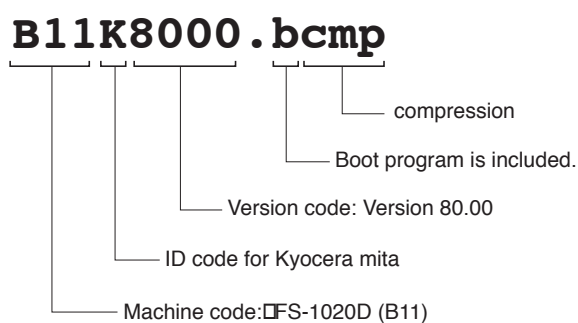 B11K8000.bcmp
compression
Boot program is included.
Version code: Version 80.00
ID code for Kyocera mita
Machine code:□FS-1020D (B11)